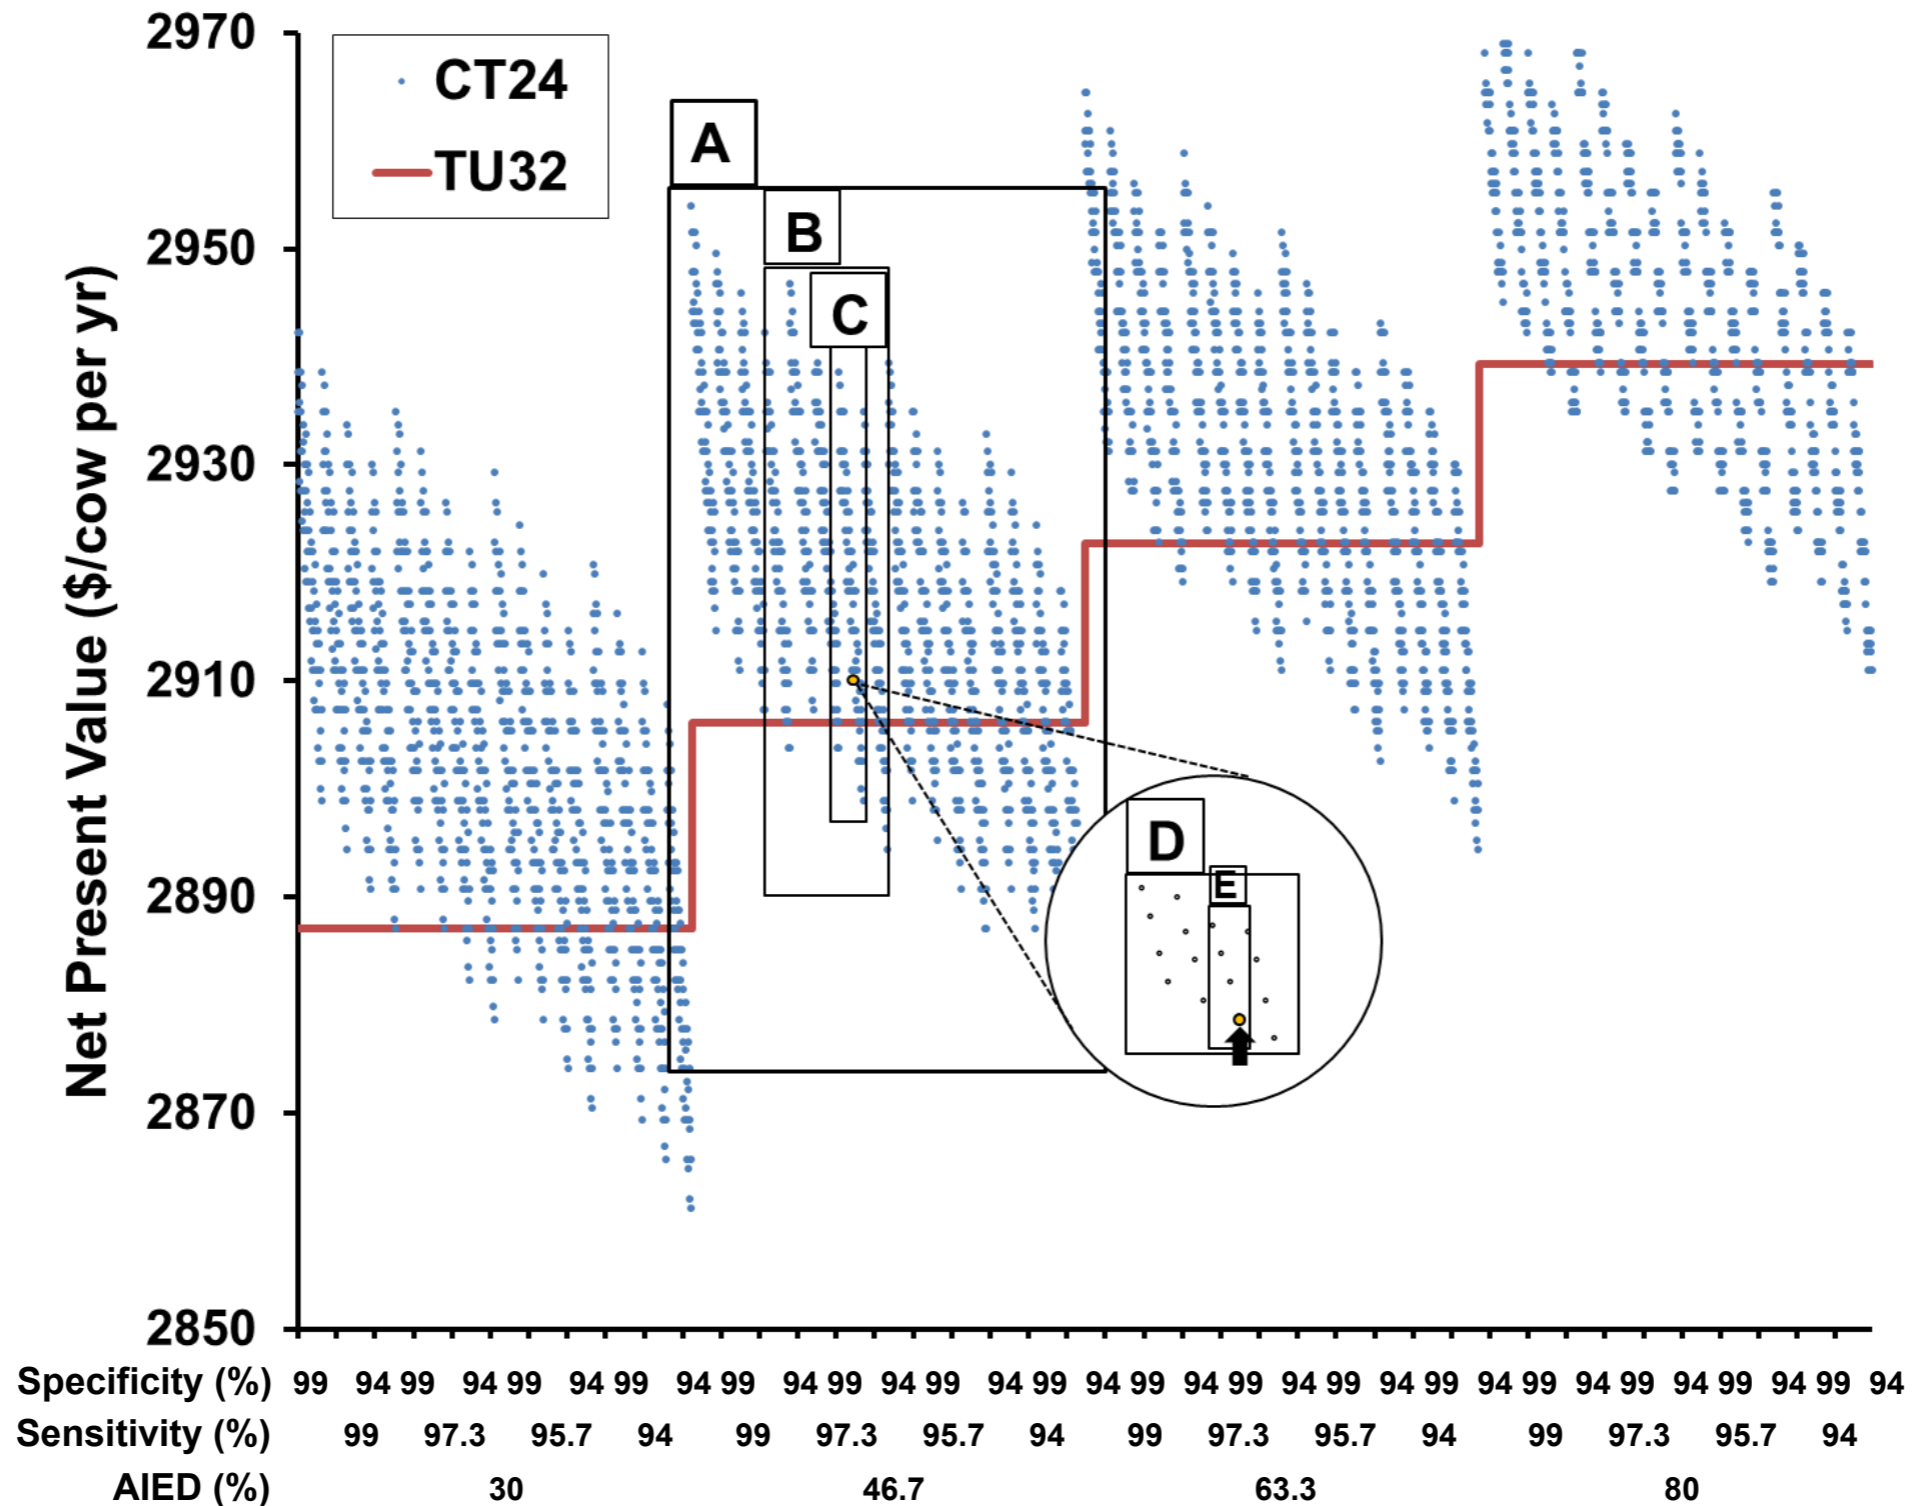 2970
CT24
TU32
A
B
2950
C
2930
2910
2890
2870
2850
D
E
Net Present Value ($/cow per yr)
Specificity (%) 99 94 99 94 99 94 99 94 99 94 99 94 99 94 99 94 99 94 99 94 99 94 99 94 99 94 99 94 99 94 99 94
Sensitivity (%) 99 97.3 95.7 94 99 97.3 95.7 94 99 97.3 95.7 94 99 97.3 95.7 94
AIED (%) 30 46.7 63.3 80